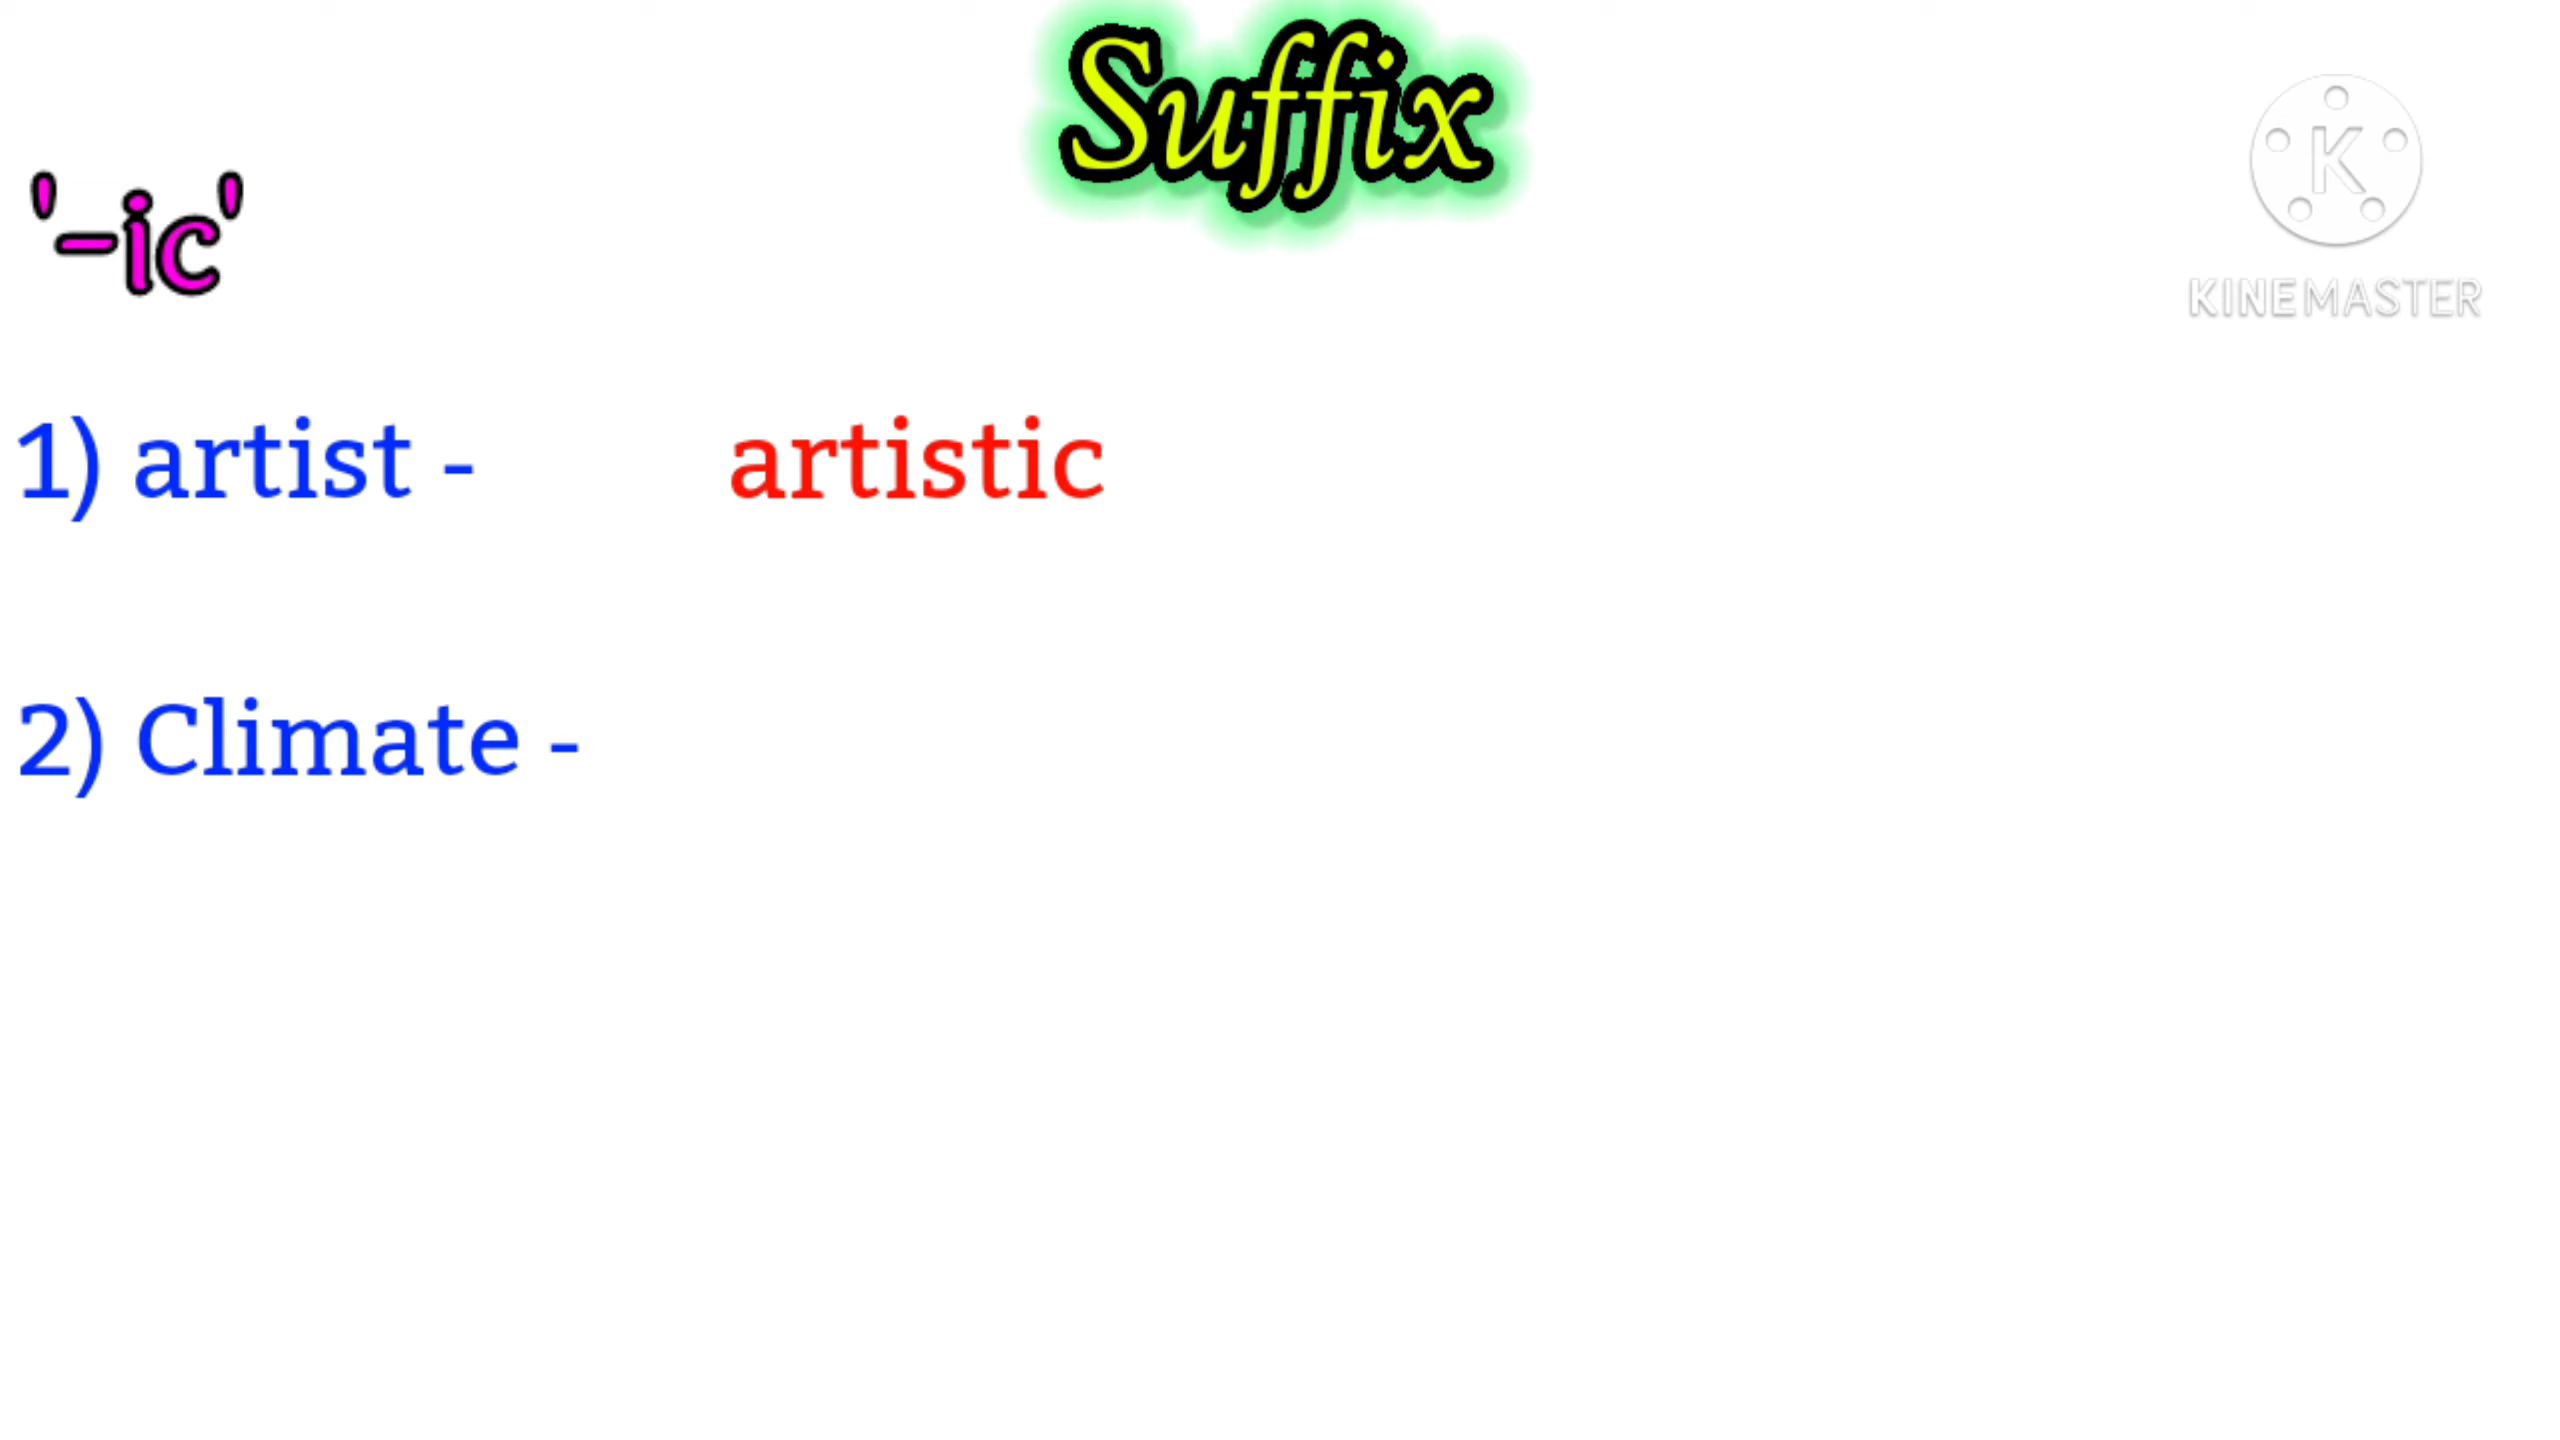 Suffix
'-ic'
K
KINEMASTER
1) artist - artistic
2) Climate -